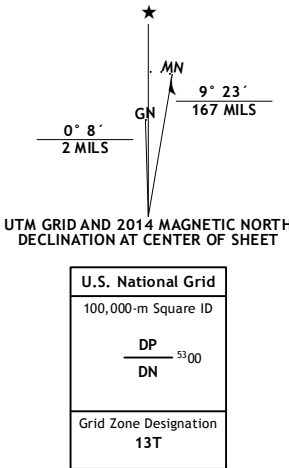 ★
MN
GN
9° 23´
167 MILS
0° 8´
2 MILS
UTM GRID AND 2014 MAGNETIC NORTH
DECLINATION AT CENTER OF SHEET
U.S. National Grid
100,000-m Square ID
DP
5300
DN
Grid Zone Designation
13T